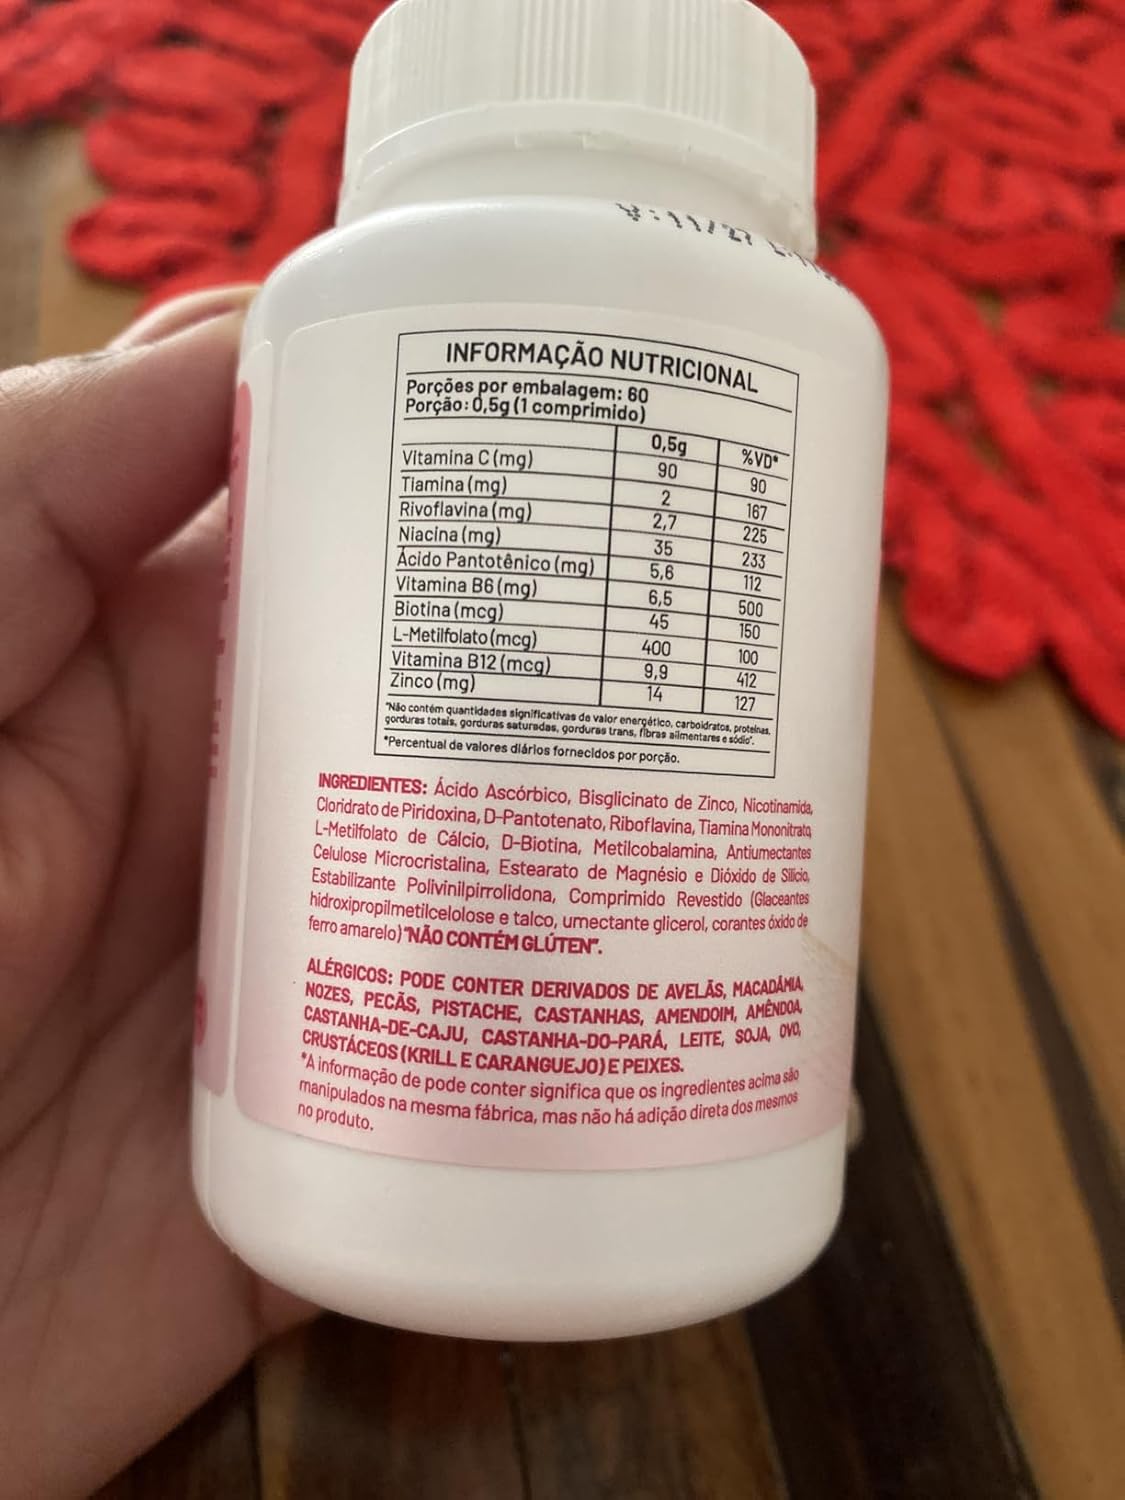 :11/27
INFORMAÇÃO NUTRICIONAL
Porções por embalagem: 60
Porção: 0,5g (1 comprimido)
0,5g %VD*
Vitamina C (mg) 90 90
Tiamina (mg) 2 167
Rivoflavina (mg) 2,7 225
Niacina (mg) 35 233
Ácido Pantotênico (mg) 5,6 112
Vitamina B6 (mg) 6,5 500
Biotina (mcg) 45 150
L-Metilfolato (mcg) 400 100
Vitamina B12 (mcg) 9,9 412
Zinco (mg) 14 127
"Não contém quantidades significativas de valor energético, carboidratos, proteínas,
gorduras totais, gorduras saturadas, gorduras trans, fibras alimentares e sódio".
*Percentual de valores diários fornecidos por porção.
INGREDIENTES: Ácido Ascórbico, Bisglicinato de Zinco, Nicotinamida,
Cloridrato de Piridoxina, D-Pantotenato, Riboflavina, Tiamina Mononitrato,
L-Metilfolato de Cálcio, D-Biotina, Metilcobalamina, Antiumectantes
Celulose Microcristalina, Estearato de Magnésio e Dióxido de Silício,
Estabilizante Polivinilpirrolidona, Comprimido Revestido (Glaceantes
hidroxipropilmetilcelolose e talco, umectante glicerol, corantes óxido de
ferro amarelo) "NÃO CONTÉM GLÚTEN".
ALÉRGICOS: PODE CONTER DERIVADOS DE AVELÃS, MACADÂMIA,
NOZES, PECÃS, PISTACHE, CASTANHAS, AMENDOIM, AMÊNDOA,
CASTANHA-DE-CAJU, CASTANHA-DO-PARÁ, LEITE, SOJA, OVO,
CRUSTÁCEOS (KRILL E CARANGUEJO) E PEIXES.
*A informação de pode conter significa que os ingredientes acima são
manipulados na mesma fábrica, mas não há adição direta dos mesmos
no produto.